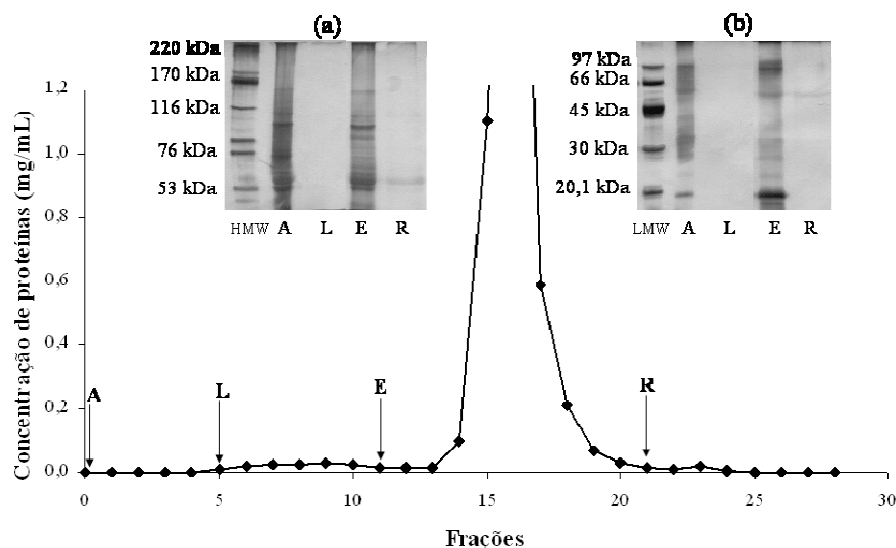 (a)
(b)
220 kDa
170 kDa
116 kDa
76 kDa
53 kDa
HMW A L E R
97 kDa
66 kDa
45 kDa
30 kDa
20,1 kDa
LMW A L E R
Concentração de proteínas (mg/mL)
1,2
1,0
0,8
0,6
0,4
0,2
0,0
A
L
E
R
0 5 10 15 20 25 30
Frações